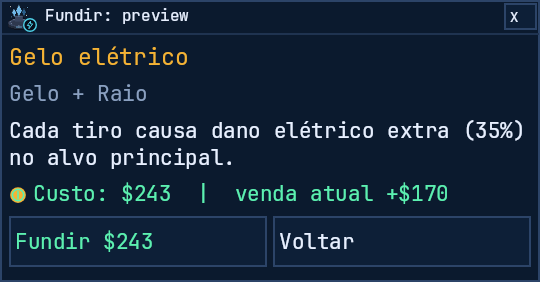 Fundir: preview
X
Gelo elétrico
Gelo + Raio
Cada tiro causa dano elétrico extra (35%)
no alvo principal.
Custo: $243 | venda atual +$170
Fundir $243
Voltar